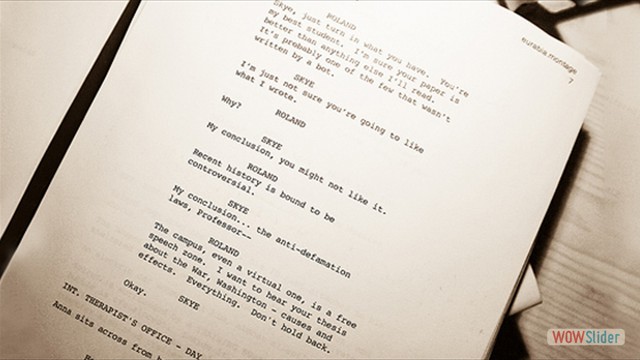 eurabia.montage
7
ROLAND
Skye, just turn in what you have. You're
my best student. I'm sure your paper is
better than anything else I'll read.
It's probably one of the few that wasn't
written by a bot.
SKYE
I'm just not sure you're going to like
what I wrote.
ROLAND
Why?
SKYE
My conclusion, you might not like it.
ROLAND
Recent history is bound to be
controversial.
SKYE
My conclusion... the anti-defamation
laws, Professor--
ROLAND
The campus, even a virtual one, is a free
speech zone. I want to hear your thesis
about the War, Washington - causes and
effects. Everything. Don't hold back.
SKYE
Okay.
INT. THERAPIST'S OFFICE - DAY
Anna sits across from
WOWSlider